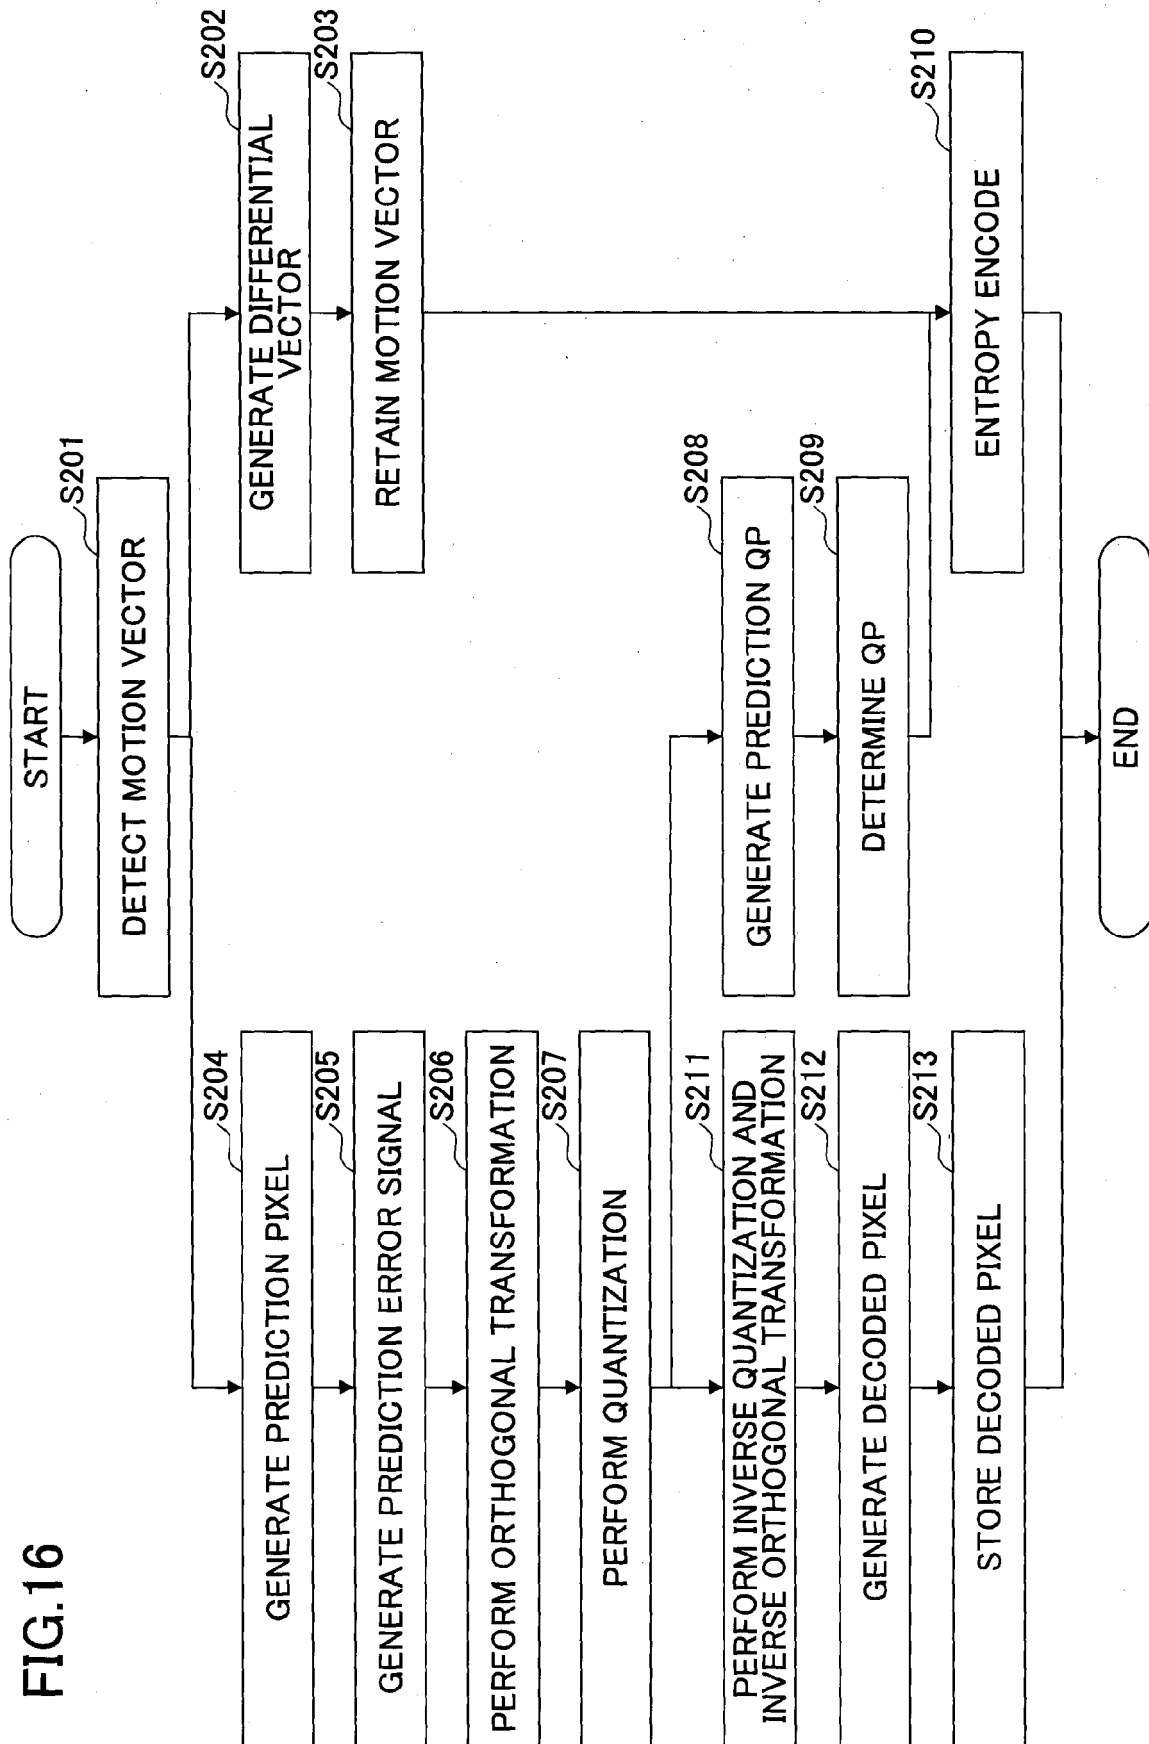 FIG.16
START
S201
DETECT MOTION VECTOR
S202
GENERATE DIFFERENTIAL
VECTOR
S203
RETAIN MOTION VECTOR
S204
GENERATE PREDICTION PIXEL
S205
GENERATE PREDICTION ERROR SIGNAL
S206
PERFORM ORTHOGONAL TRANSFORMATION
S207
PERFORM QUANTIZATION
S208
GENERATE PREDICTION QP
S209
DETERMINE QP
S210
ENTROPY ENCODE
S211
PERFORM INVERSE QUANTIZATION AND
INVERSE ORTHOGONAL TRANSFORMATION
S212
GENERATE DECODED PIXEL
S213
STORE DECODED PIXEL
END